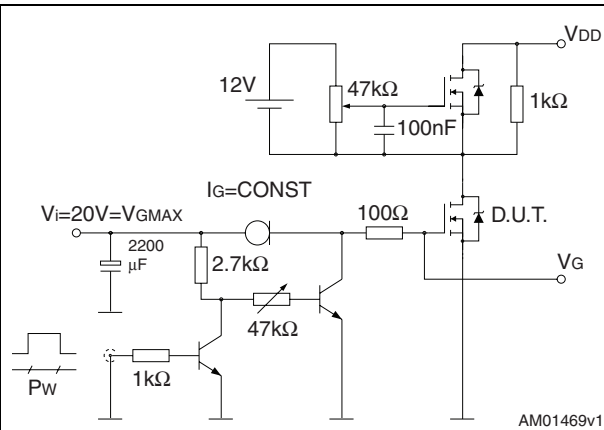 VDD
12V
47kΩ
1kΩ
100nF
IG=CONST
Vi=20V=VGMAX
100Ω
D.U.T.
2200
μF
2.7kΩ
VG
47kΩ
1kΩ
PW
AM01469v1